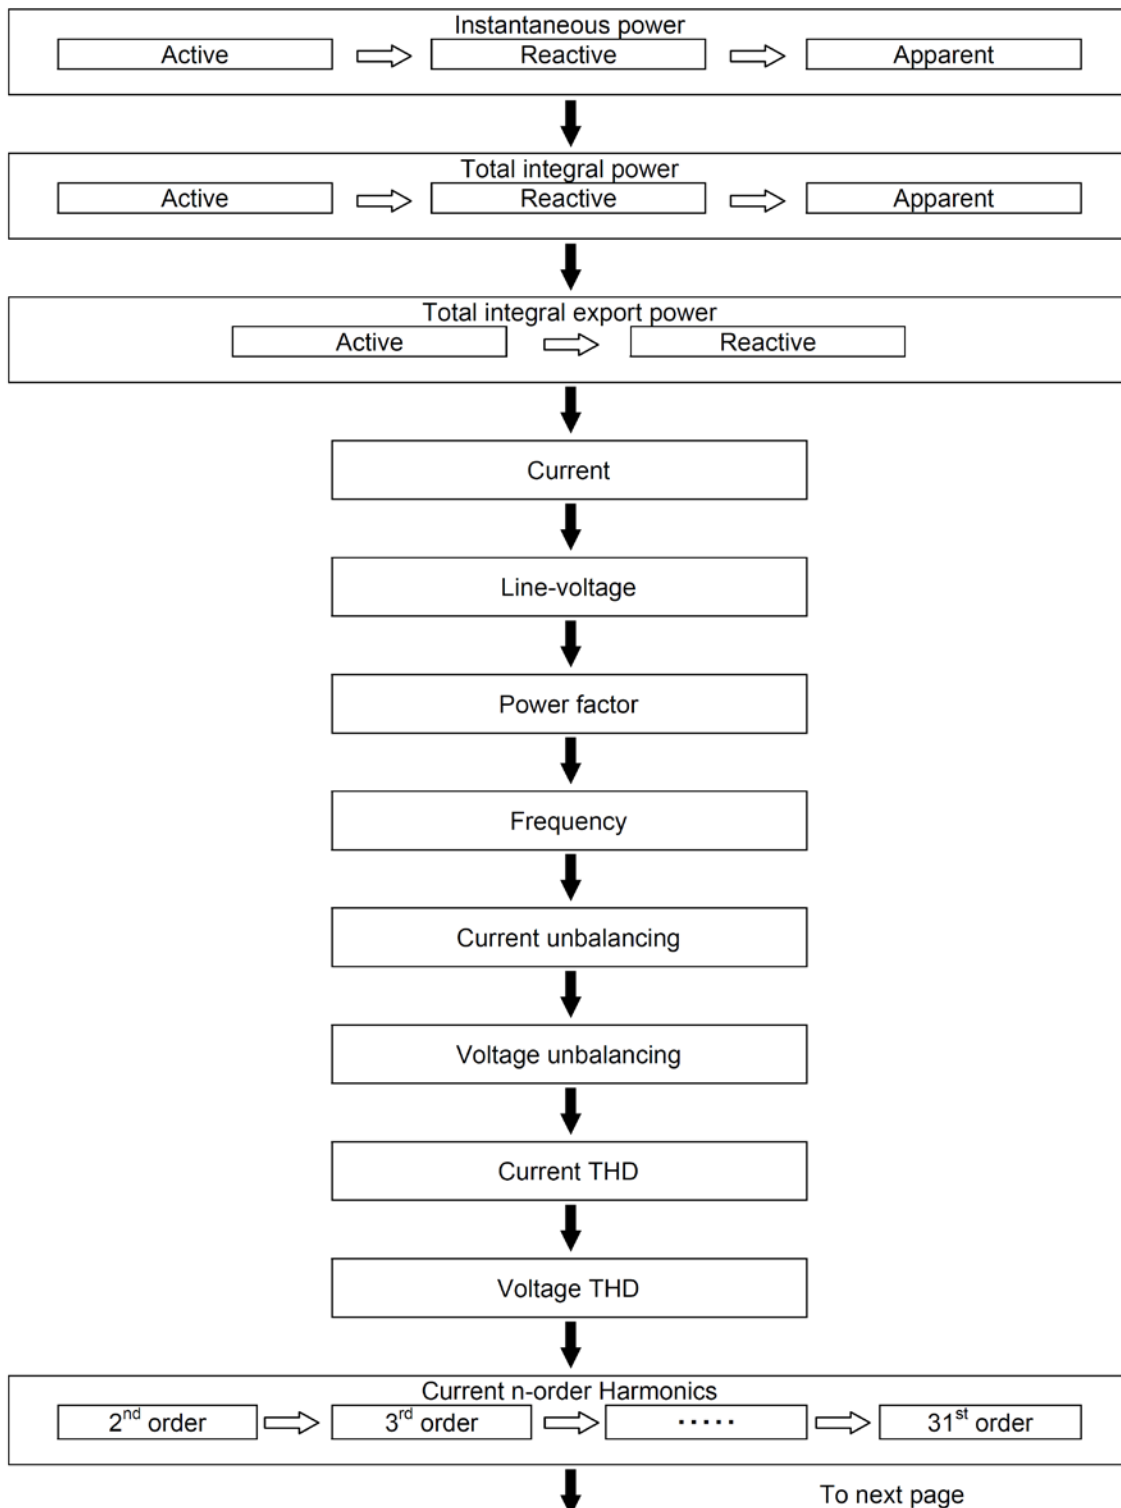 Instantaneous power
Active Reactive Apparent
Total integral power
Active Reactive Apparent
Total integral export power
Active Reactive
Current
Line-voltage
Power factor
Frequency
Current unbalancing
Voltage unbalancing
Current THD
Voltage THD
Current n-order Harmonics
2nd order 3rd order ····· 31st order
To next page